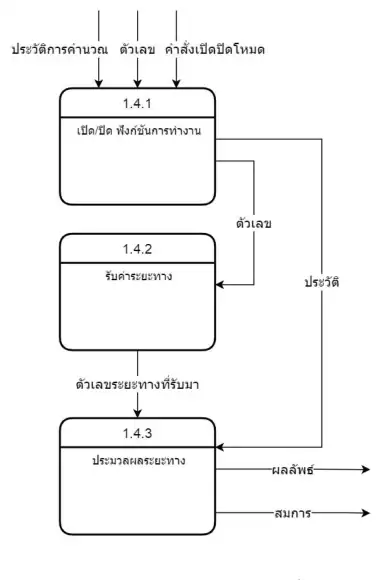 ประวัติการคำนวณ ตัวเลข คำสั่งเปิดปิดโหมด
1.4.1
เปิด/ปิด ฟังก์ชันการทำงาน
ตัวเลข
1.4.2
รับค่าระยะทาง
ประวัติ
ตัวเลขระยะทางที่รับมา
1.4.3
ประมวลผลระยะทาง
ผลลัพธ์
สมการ